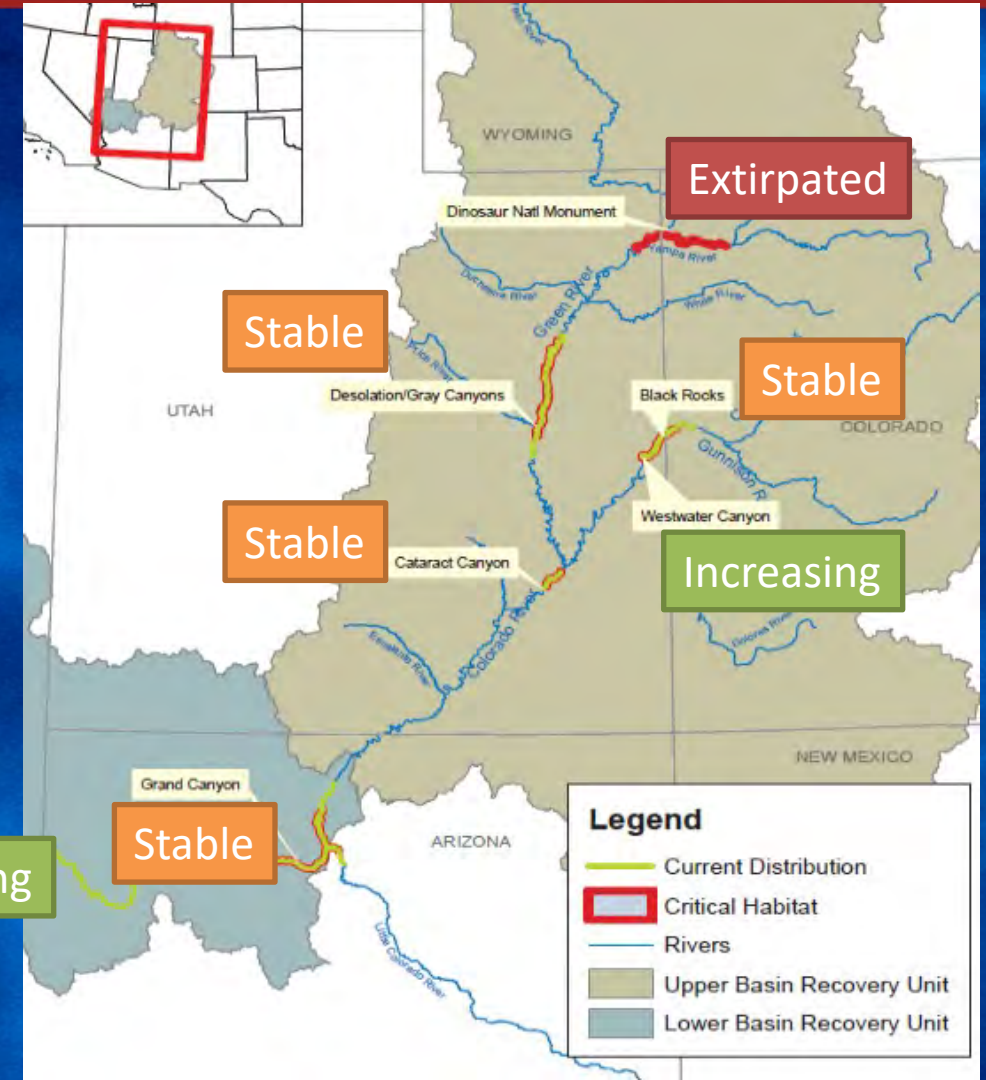 WYOMING
Extirpated
Dinosaur Natl Monument
Yampa River
Duchesne River
White River
Green River
Stable
Price River
Stable
Desolation/Gray Canyons
Black Rocks
UTAH
COLORADO
Gunnison R
Westwater Canyon
Stable
Cataract Canyon
Increasing
Colorado River
Dolores River
Escalante River
NEW MEXICO
Grand Canyon
Stable
ARIZONA
Little Colorado River
Legend
Current Distribution
Critical Habitat
Rivers
Upper Basin Recovery Unit
Lower Basin Recovery Unit